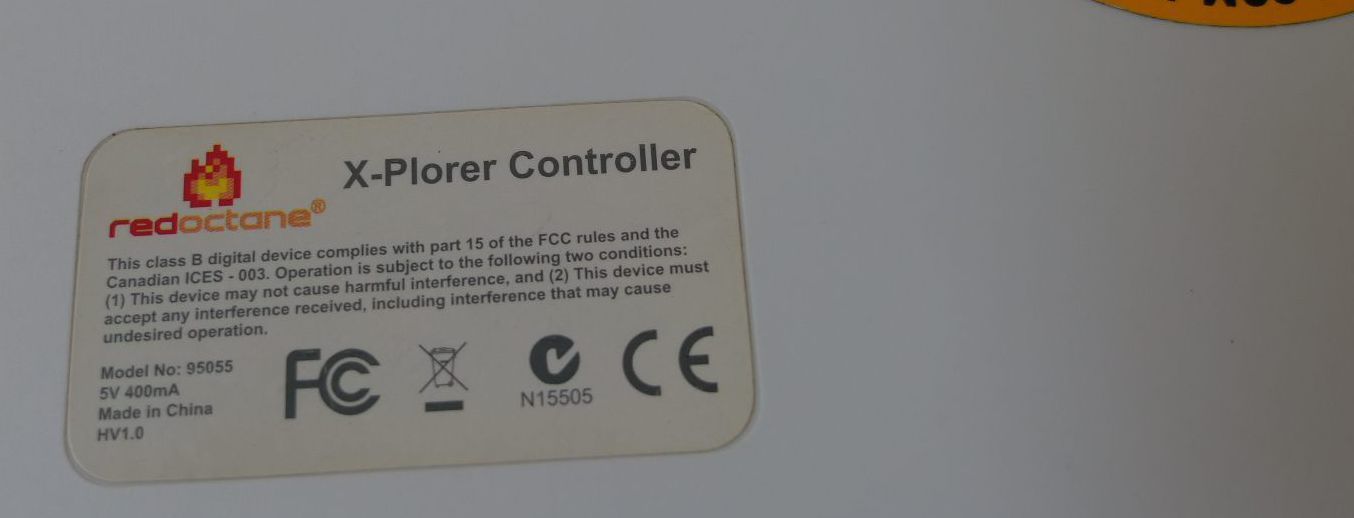 X-Plorer Controller
redoctane®
This class B digital device complies with part 15 of the FCC rules and the
Canadian ICES - 003. Operation is subject to the following two conditions:
(1) This device may not cause harmful interference, and (2) This device must
accept any interference received, including interference that may cause
undesired operation.
Model No: 95055
5V 400mA
Made in China
HV1.0
FC
N15505
CE